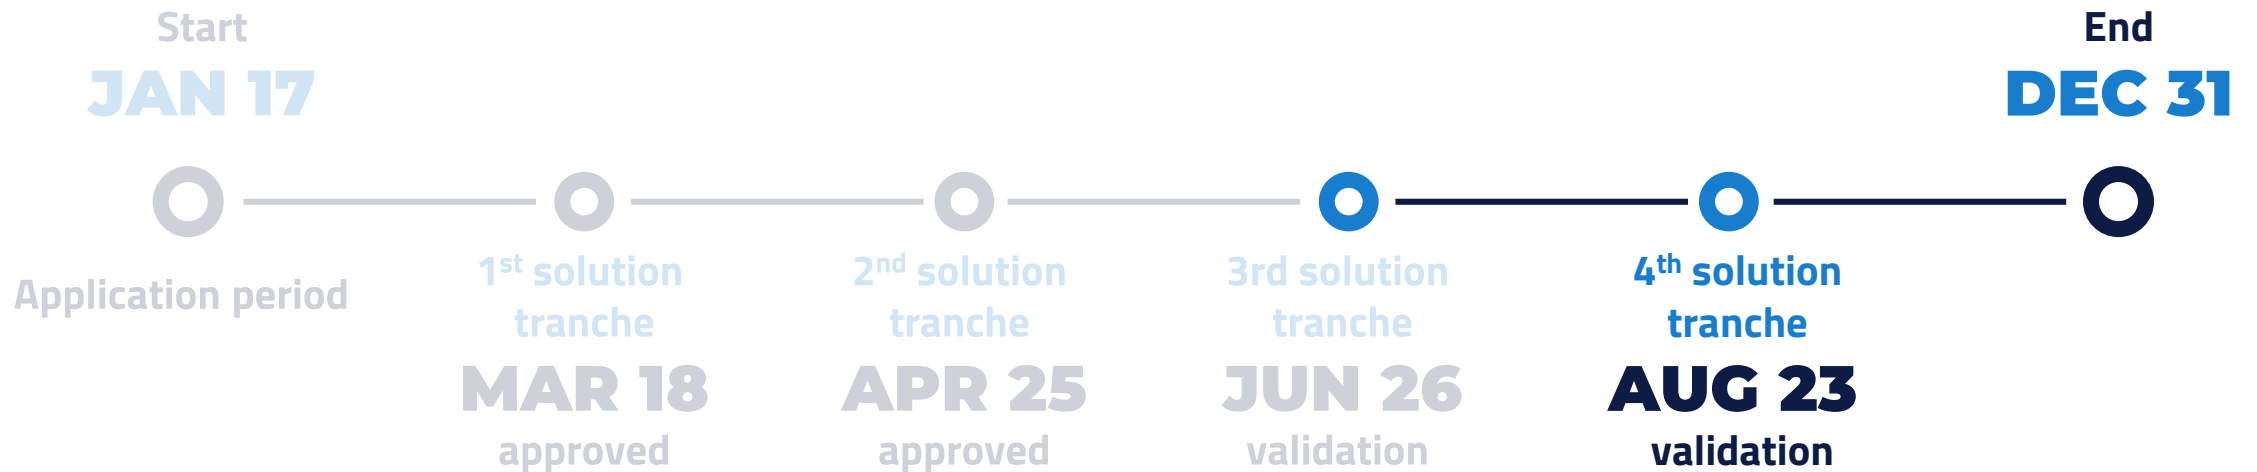 Start
JAN 17
Application period
1st solution
tranche
MAR 18
approved
2nd solution
tranche
APR 25
approved
3rd solution
tranche
JUN 26
validation
4th solution
tranche
AUG 23
validation
End
DEC 31